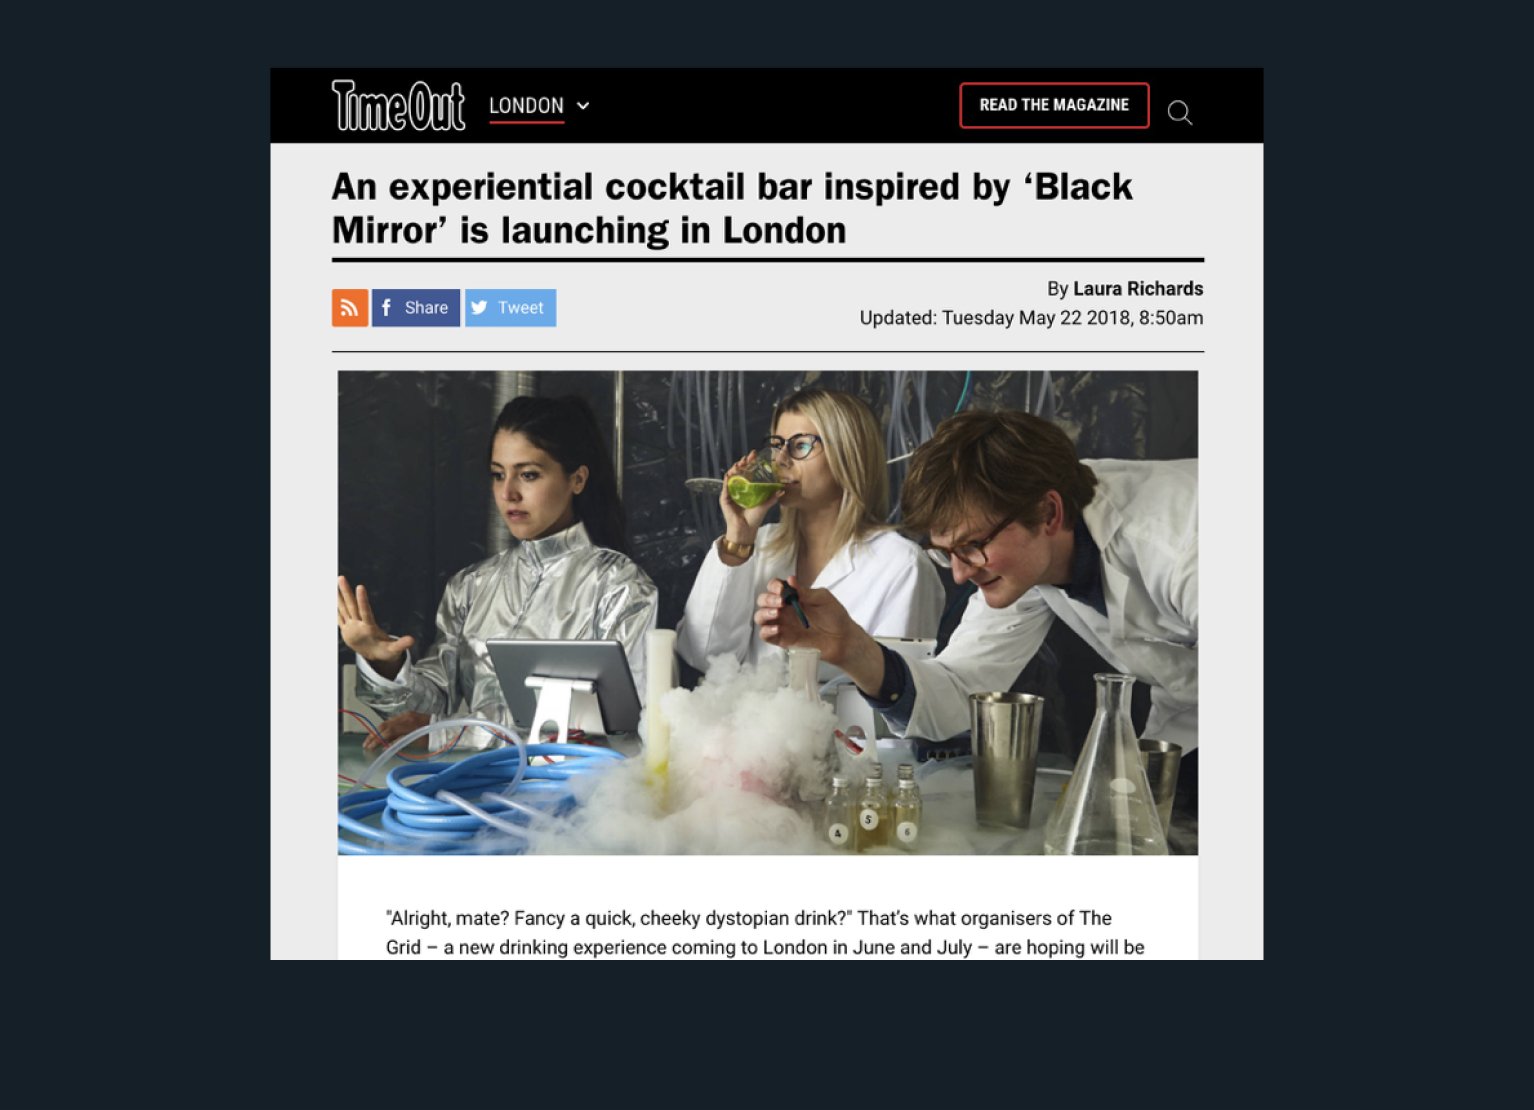 TimeOut
LONDON
READ THE MAGAZINE
An experiential cocktail bar inspired by ‘Black
Mirror’ is launching in London
Share
Tweet
By Laura Richards
Updated: Tuesday May 22 2018, 8:50am
4
5
6
"Alright, mate? Fancy a quick, cheeky dystopian drink?" That’s what organisers of The
Grid – a new drinking experience coming to London in June and July – are hoping will be